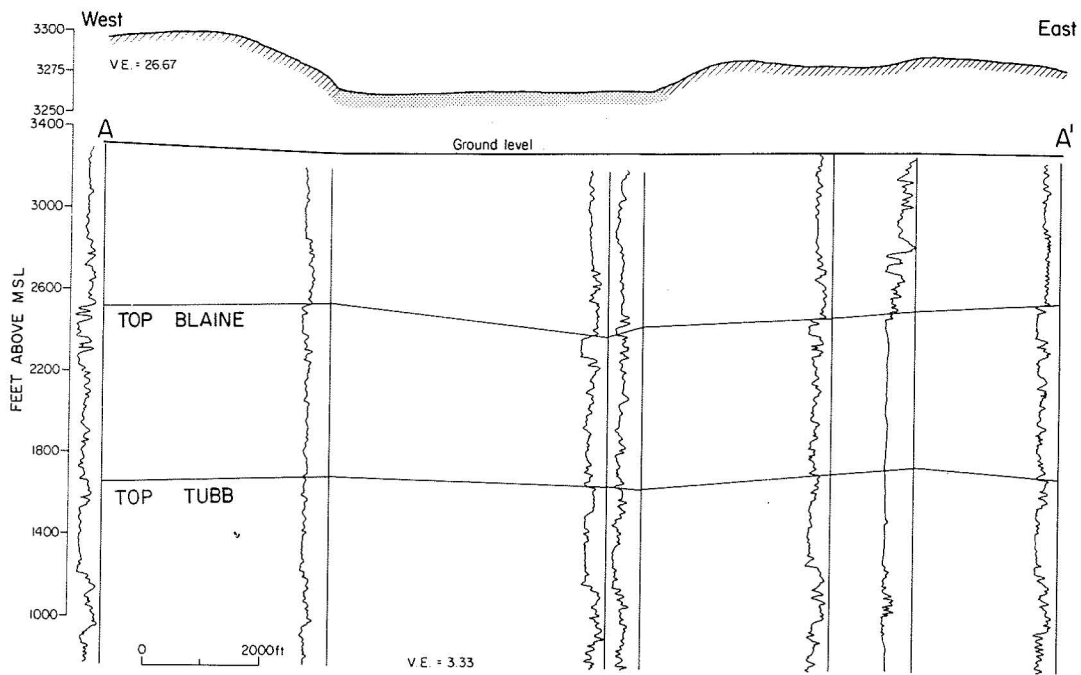 West
East
3300
V.E. = 26.67
3275
3250
3400
A
A'
Ground level
3000
2600
TOP BLAINE
2200
FEET ABOVE M S L
1800
TOP TUBB
1400
1000
0 2000ft
V.E. = 3.33